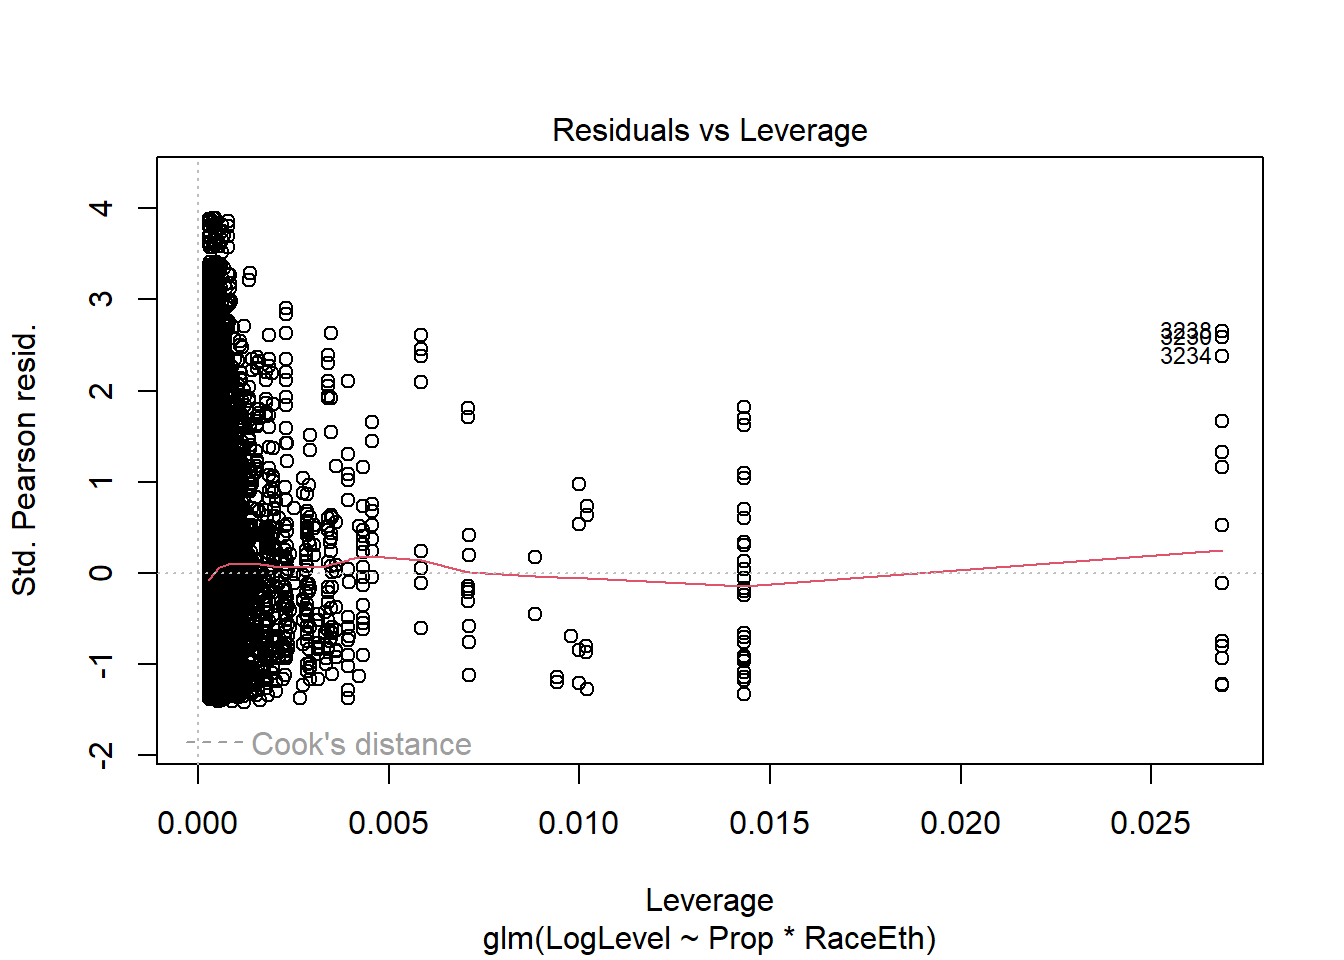 Residuals vs Leverage
Std. Pearson resid.
4
3
2
1
0
-1
-2
3238
3234
Cook's distance
0.000 0.005 0.010 0.015 0.020 0.025
Leverage
glm(LogLevel ~ Prop * RaceEth)